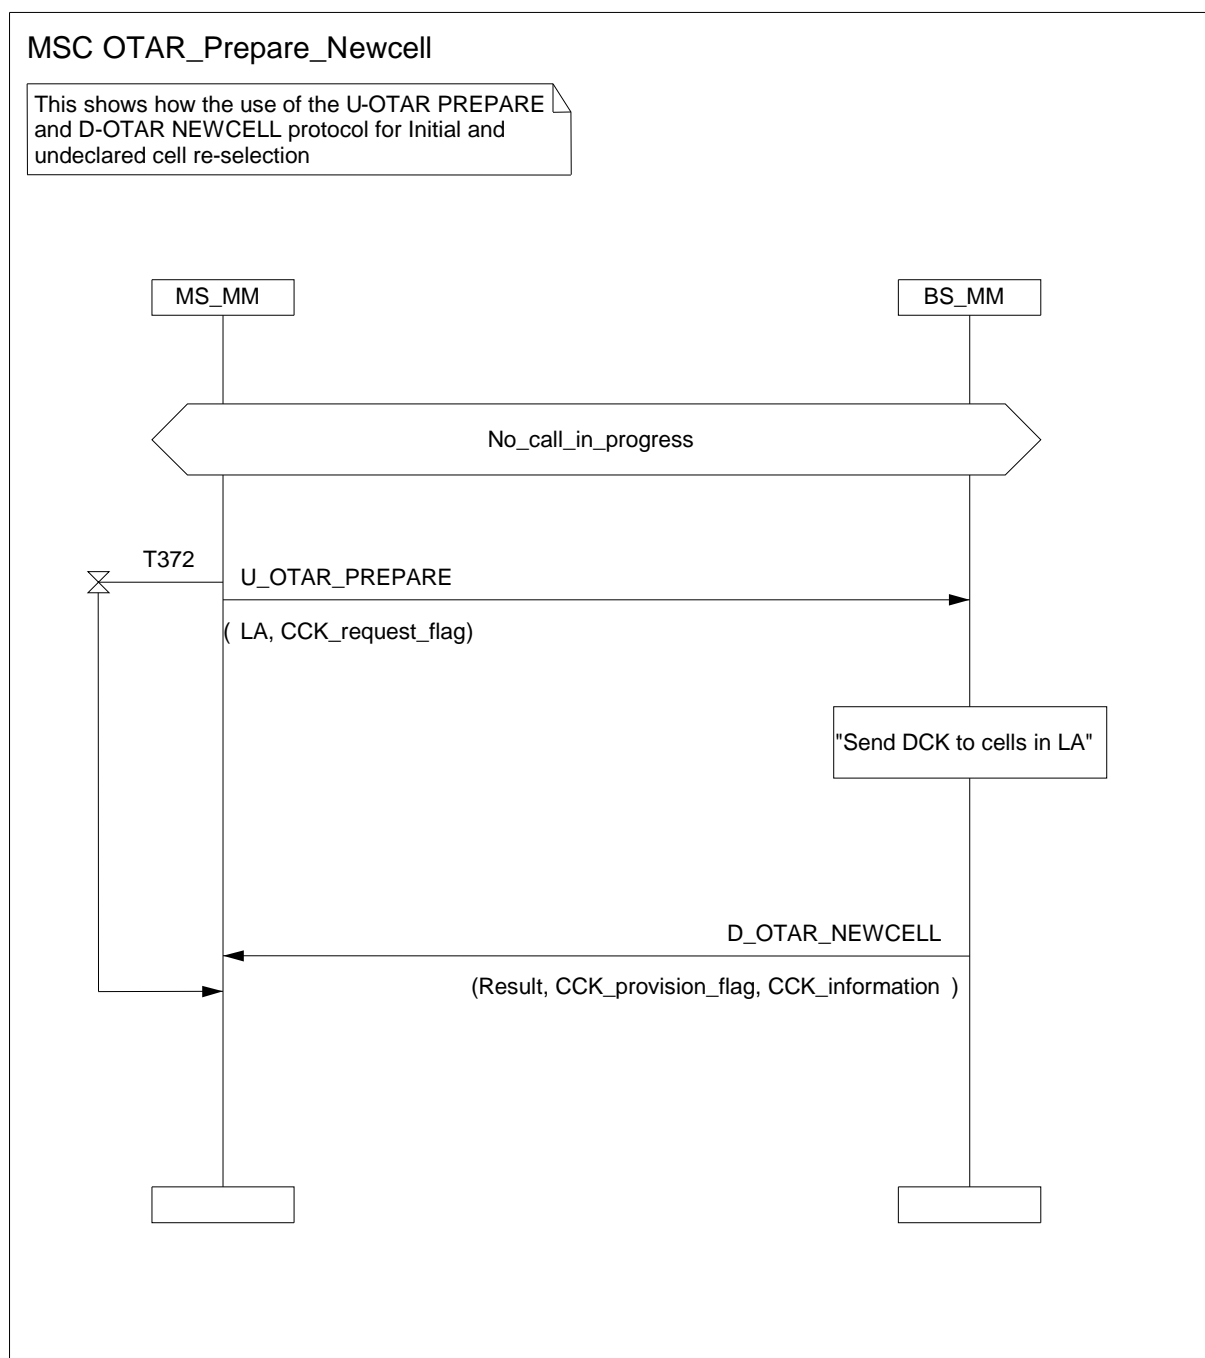 MSC OTAR_Prepare_Newcell
This shows how the use of the U-OTAR PREPARE
and D-OTAR NEWCELL protocol for Initial and
undeclared cell re-selection
MS_MM
BS_MM
No_call_in_progress
T372
U_OTAR_PREPARE
( LA, CCK_request_flag)
"Send DCK to cells in LA"
D_OTAR_NEWCELL
(Result, CCK_provision_flag, CCK_information )